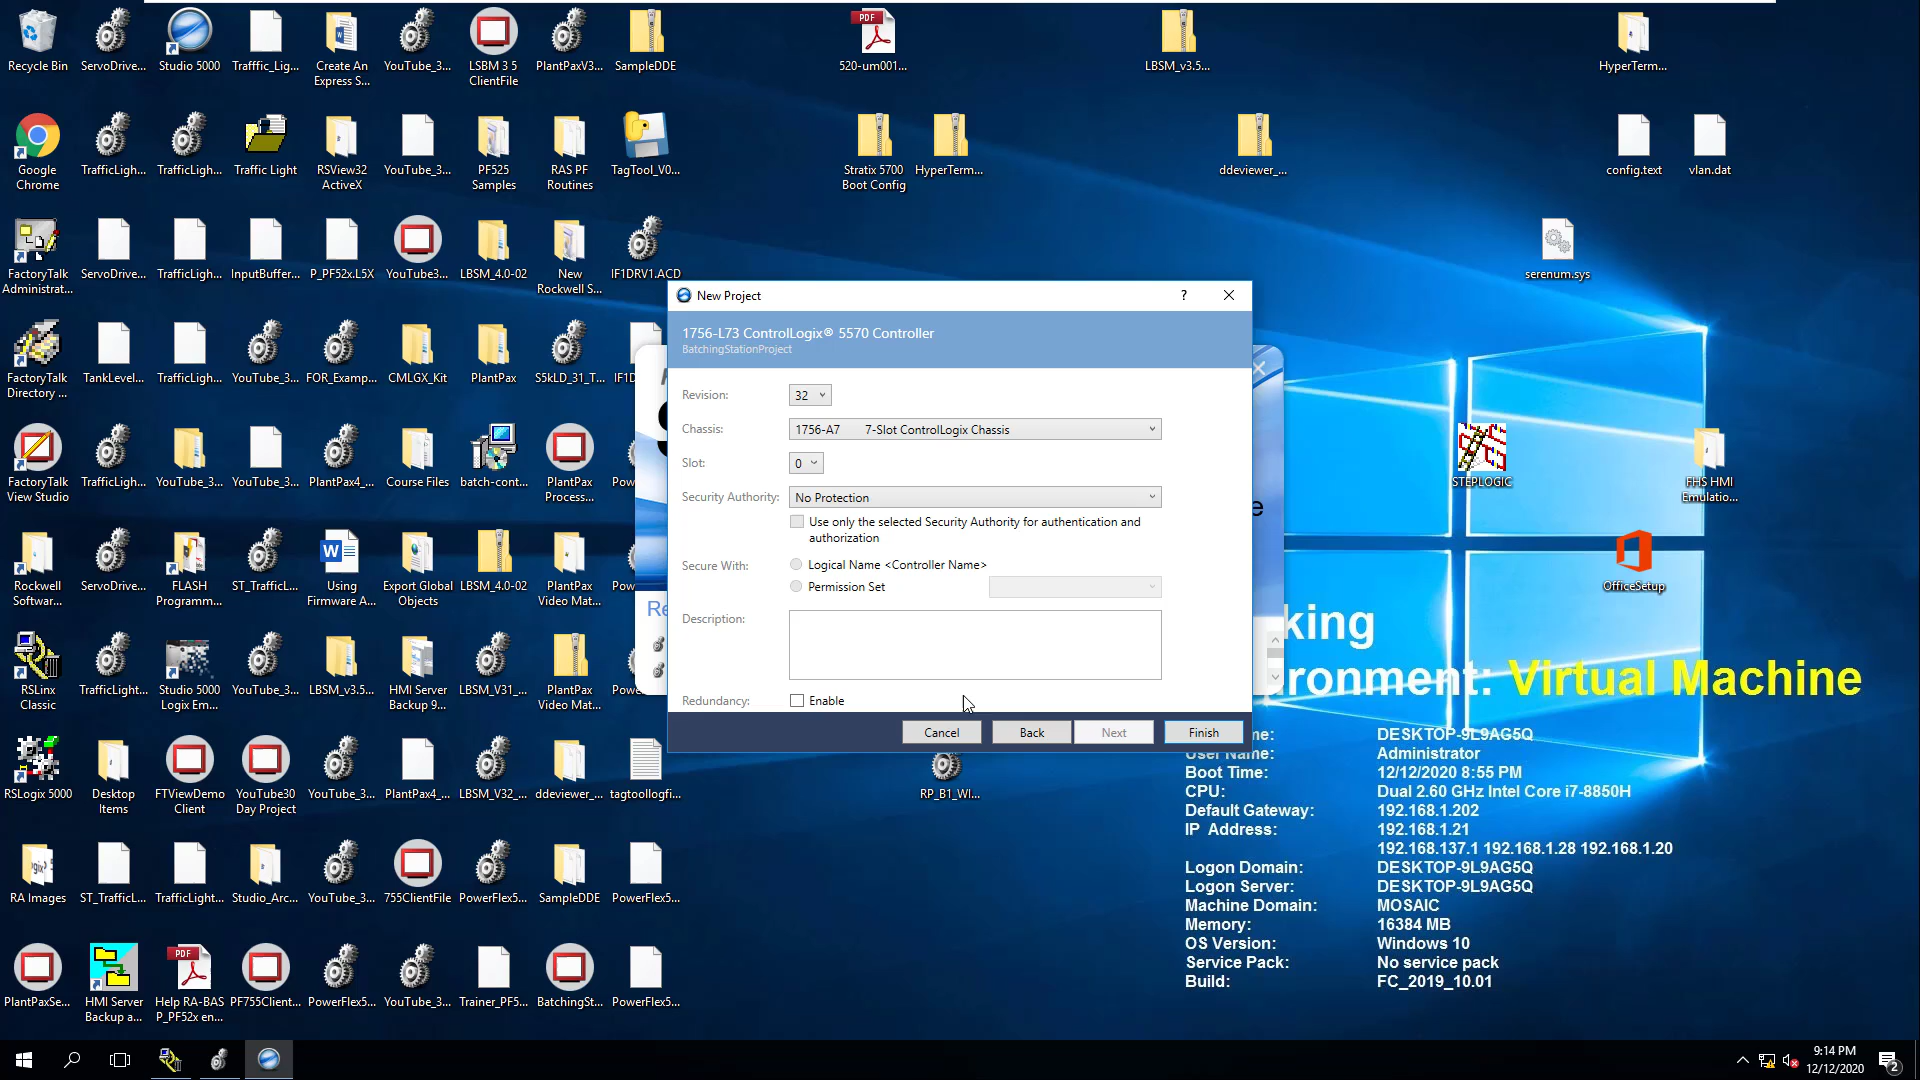 Recycle Bin
ServoDrive...
Studio 5000
Trafffic_Lig...
Create An
Express S...
YouTube_3...
LSBM 3 5
ClientFile
PlantPaxV3...
SampleDDE
520-um001...
LBSM_v3.5...
HyperTerm...
Google
Chrome
TrafficLigh...
TrafficLigh...
Traffic Light
RSView32
ActiveX
YouTube_3...
PF525
Samples
RAS PF
Routines
TagTool_V0...
Stratix 5700
Boot Config
HyperTerm...
ddeviewer_...
config.text
vlan.dat
FactoryTalk
Administrat...
ServoDrive...
TrafficLigh...
InputBuffer...
P_PF52x.L5X
YouTube3...
LBSM_4.0-02
New
Rockwell S...
IF1DRV1.ACD
serenum.sys
FactoryTalk
Directory ...
TankLevel...
TrafficLigh...
YouTube_3...
FOR_Examp...
CMLGX_Kit
PlantPax
S5kLD_31_T...
IF1D
FactoryTalk
View Studio
TrafficLigh...
YouTube_3...
YouTube_3...
PlantPax4_...
Course Files
batch-cont...
PlantPax
Process...
Pow
STEPLOGIC
FHS HMI
Emulatio...
Rockwell
Softwar...
ServoDrive...
FLASH
Programm...
ST_TrafficL...
Using
Firmware A...
Export Global
Objects
LBSM_4.0-02
PlantPax
Video Mat...
Pow
OfficeSetup
RSLinx
Classic
TrafficLight...
Studio 5000
Logix Em...
YouTube_3...
LBSM_v3.5...
HMI Server
Backup 9...
LBSM_V31_...
PlantPax
Video Mat...
Pow
RSLogix 5000
Desktop
Items
FTViewDemo
Client
YouTube30
Day Project
YouTube_3...
PlantPax4_...
LBSM_V32_...
ddeviewer_...
tagtoollogfi...
RP_B1_WI...
RA Images
ST_TrafficL...
TrafficLight...
Studio_Arc...
YouTube_3...
755ClientFile
PowerFlex5...
SampleDDE
PowerFlex5...
PlantPaxSe...
HMI Server
Backup a...
Help RA-BAS
P_PF52x en...
PF755Client...
PowerFlex5...
YouTube_3...
Trainer_PF5...
BatchingSt...
PowerFlex5...
New Project
?
1756-L73 ControlLogix® 5570 Controller
BatchingStationProject
Revision:
32
Chassis:
1756-A7 7-Slot ControlLogix Chassis
Slot:
0
Security Authority:
No Protection
Use only the selected Security Authority for authentication and
authorization
Secure With:
Logical Name <Controller Name>
Permission Set
Description:
Redundancy:
Enable
Cancel
Back
Next
Finish
Re
e
king
ronment: Virtual Machine
me:
DESKTOP-9L9AG5Q
User Name:
Administrator
Boot Time:
12/12/2020 8:55 PM
CPU:
Dual 2.60 GHz Intel Core i7-8850H
Default Gateway:
192.168.1.202
IP Address:
192.168.1.21
192.168.137.1 192.168.1.28 192.168.1.20
Logon Domain:
DESKTOP-9L9AG5Q
Logon Server:
DESKTOP-9L9AG5Q
Machine Domain:
MOSAIC
Memory:
16384 MB
OS Version:
Windows 10
Service Pack:
No service pack
Build:
FC_2019_10.01
9:14 PM
12/12/2020
2